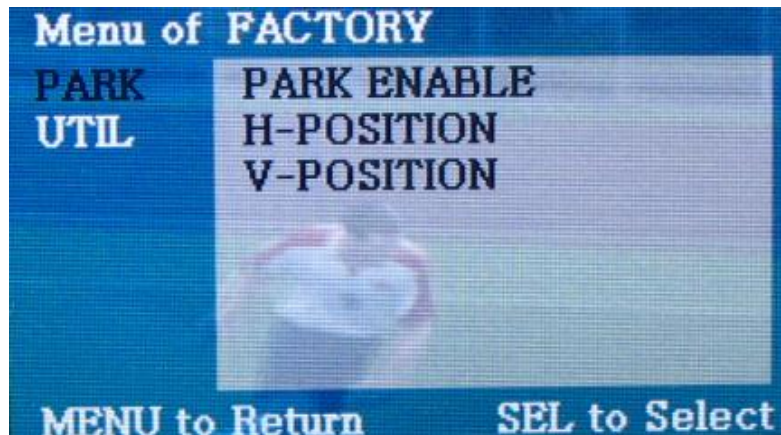 Menu of FACTORY
PARK
UTIL
PARK ENABLE
H-POSITION
V-POSITION
MENU to Return
SEL to Select